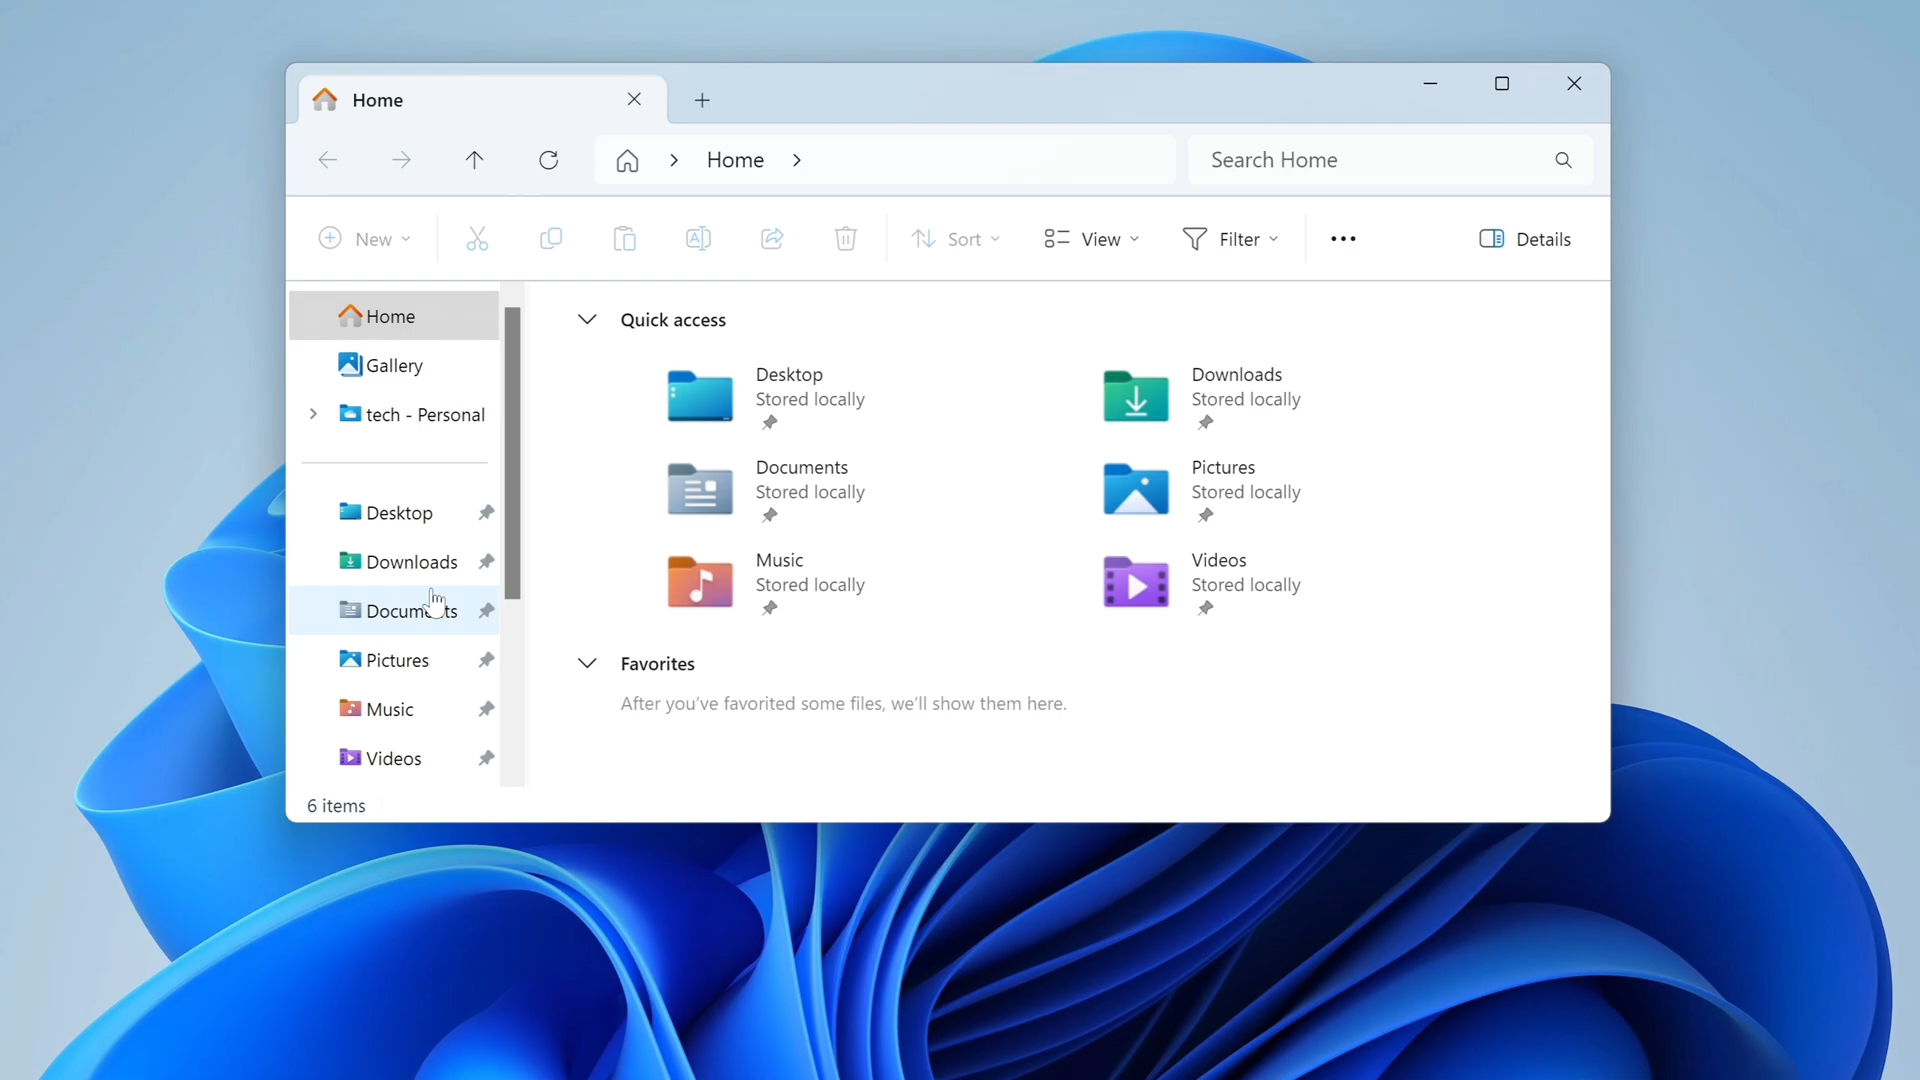 Home
Home
Search Home
New
Sort
View
Filter
Details
Home
Gallery
tech - Personal
Desktop
Downloads
Documents
Pictures
Music
Videos
Quick access
Desktop
Stored locally
Downloads
Stored locally
Documents
Stored locally
Pictures
Stored locally
Music
Stored locally
Videos
Stored locally
Favorites
After you've favorited some files, we'll show them here.
6 items